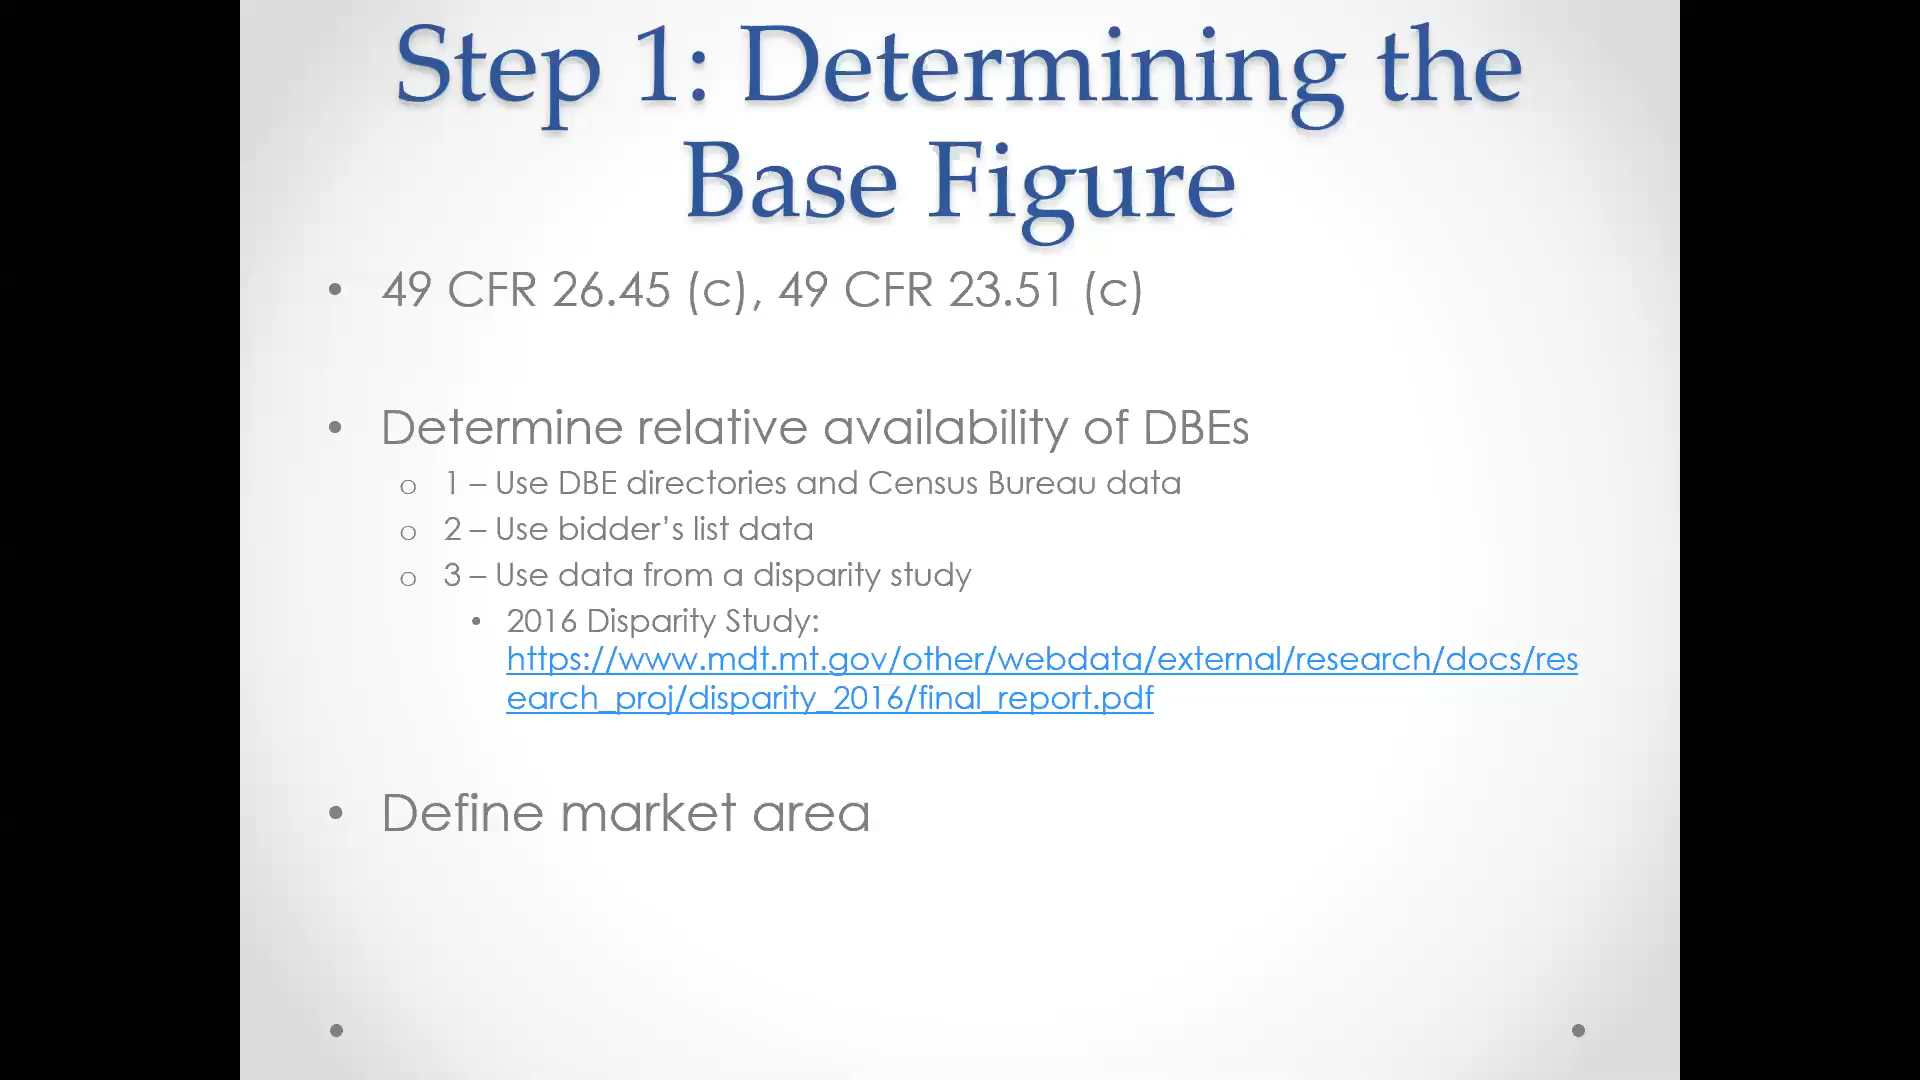 Step 1: Determining the
Base Figure
• 49 CFR 26.45 (c), 49 CFR 23.51 (c)
• Determine relative availability of DBEs
o 1 – Use DBE directories and Census Bureau data
o 2 – Use bidder’s list data
o 3 – Use data from a disparity study
• 2016 Disparity Study:
https://www.mdt.mt.gov/other/webdata/external/research/docs/res
earch_proj/disparity_2016/final_report.pdf
• Define market area